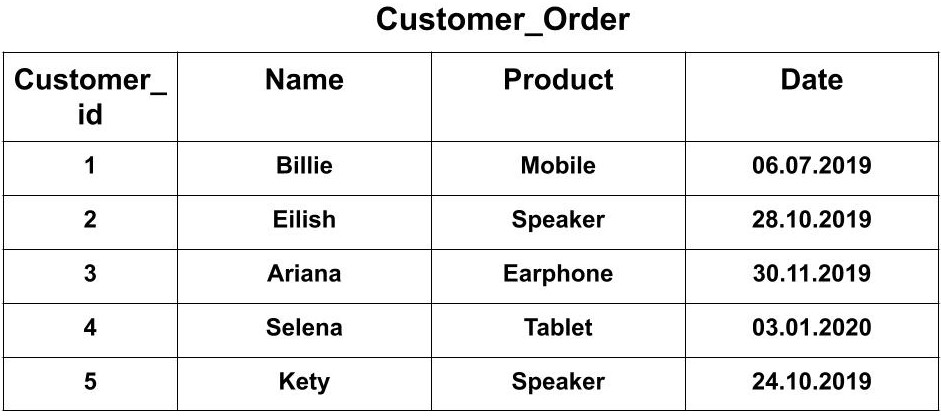 Customer_Order
Customer_ Name Product Date
id
1 Billie Mobile 06.07.2019
2 Eilish Speaker 28.10.2019
3 Ariana Earphone 30.11.2019
4 Selena Tablet 03.01.2020
5 Kety Speaker 24.10.2019